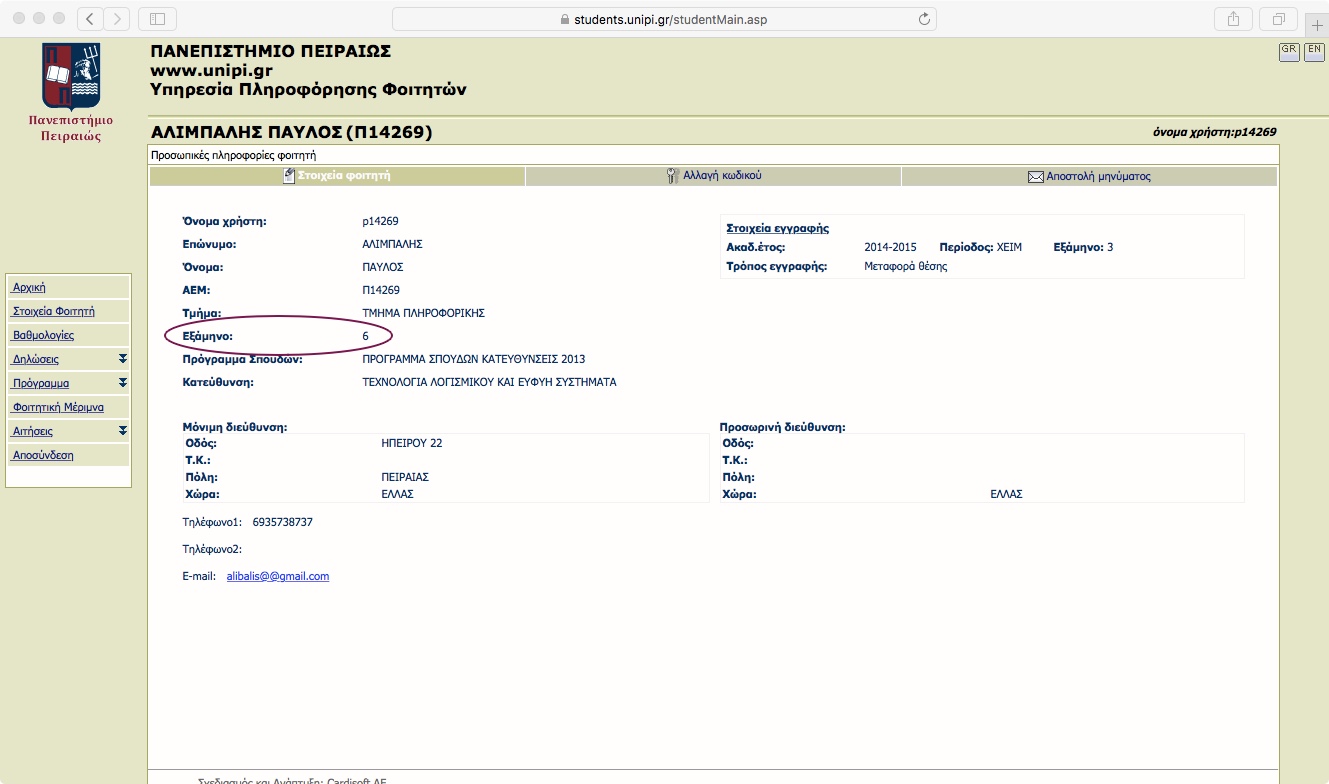 students.unipi.gr/studentMain.asp
ΠΑΝΕΠΙΣΤΗΜΙΟ ΠΕΙΡΑΙΩΣ
www.unipi.gr
Υπηρεσία Πληροφόρησης Φοιτητών
GR EN
Πανεπιστήμιο
Πειραιώς
ΑΛΙΜΠΑΛΗΣ ΠΑΥΛΟΣ (Π14269)
όνομα χρήστη:p14269
Προσωπικές πληροφορίες φοιτητή
Στοιχεία φοιτητή Αλλαγή κωδικού Αποστολή μηνύματος
Αρχική
Στοιχεία Φοιτητή
Βαθμολογίες
Δηλώσεις
Πρόγραμμα
Φοιτητική Μέριμνα
Αιτήσεις
Αποσύνδεση
Όνομα χρήστη: p14269
Επώνυμο: ΑΛΙΜΠΑΛΗΣ
Όνομα: ΠΑΥΛΟΣ
ΑΕΜ: Π14269
Τμήμα: ΤΜΗΜΑ ΠΛΗΡΟΦΟΡΙΚΗΣ
Εξάμηνο: 6
Πρόγραμμα Σπουδών: ΠΡΟΓΡΑΜΜΑ ΣΠΟΥΔΩΝ ΚΑΤΕΥΘΥΝΣΕΙΣ 2013
Κατεύθυνση: ΤΕΧΝΟΛΟΓΙΑ ΛΟΓΙΣΜΙΚΟΥ ΚΑΙ ΕΥΦΥΗ ΣΥΣΤΗΜΑΤΑ
Στοιχεία εγγραφής
Ακαδ.έτος: 2014-2015 Περίοδος: ΧΕΙΜ Εξάμηνο: 3
Τρόπος εγγραφής: Μεταφορά θέσης
Μόνιμη διεύθυνση:
Οδός: ΗΠΕΙΡΟΥ 22
Τ.Κ.:
Πόλη: ΠΕΙΡΑΙΑΣ
Χώρα: ΕΛΛΑΣ
Προσωρινή διεύθυνση:
Οδός:
Τ.Κ.:
Πόλη:
Χώρα: ΕΛΛΑΣ
Τηλέφωνο1: 6935738737
Τηλέφωνο2:
E-mail: alibalis@@gmail.com
Σχεδιασμός και Ανάπτυξη: Cardisoft ΑΕ